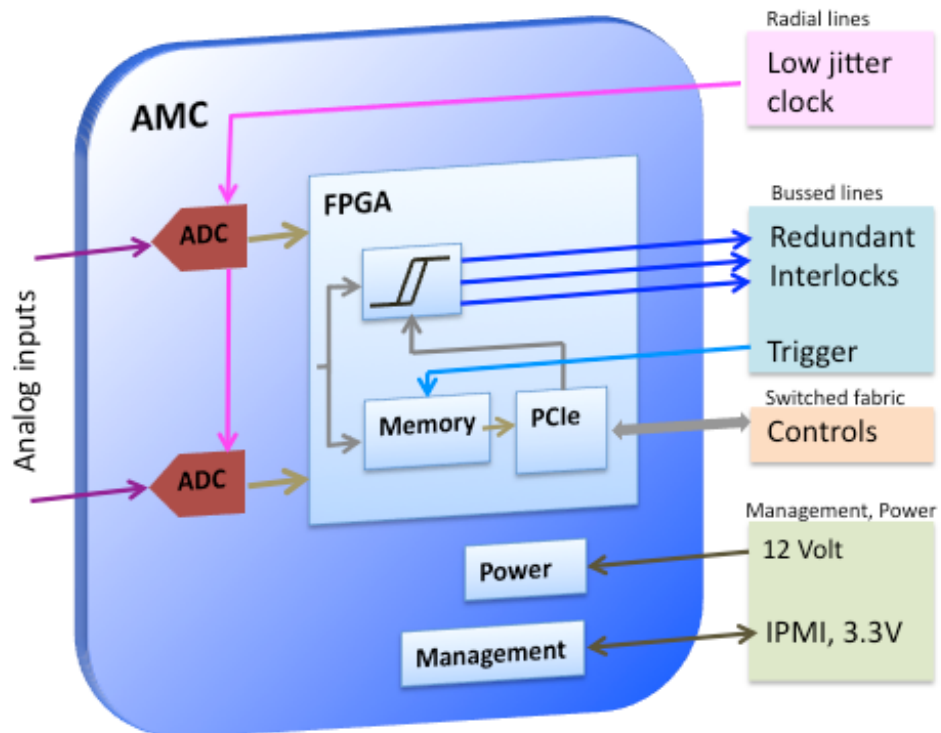 Radial lines
Low jitter
clock
AMC
Bussed lines
FPGA
ADC
Redundant
Interlocks
Analog inputs
Trigger
Switched fabric
Memory
PCIe
Controls
ADC
Management, Power
12 Volt
Power
IPMI, 3.3V
Management